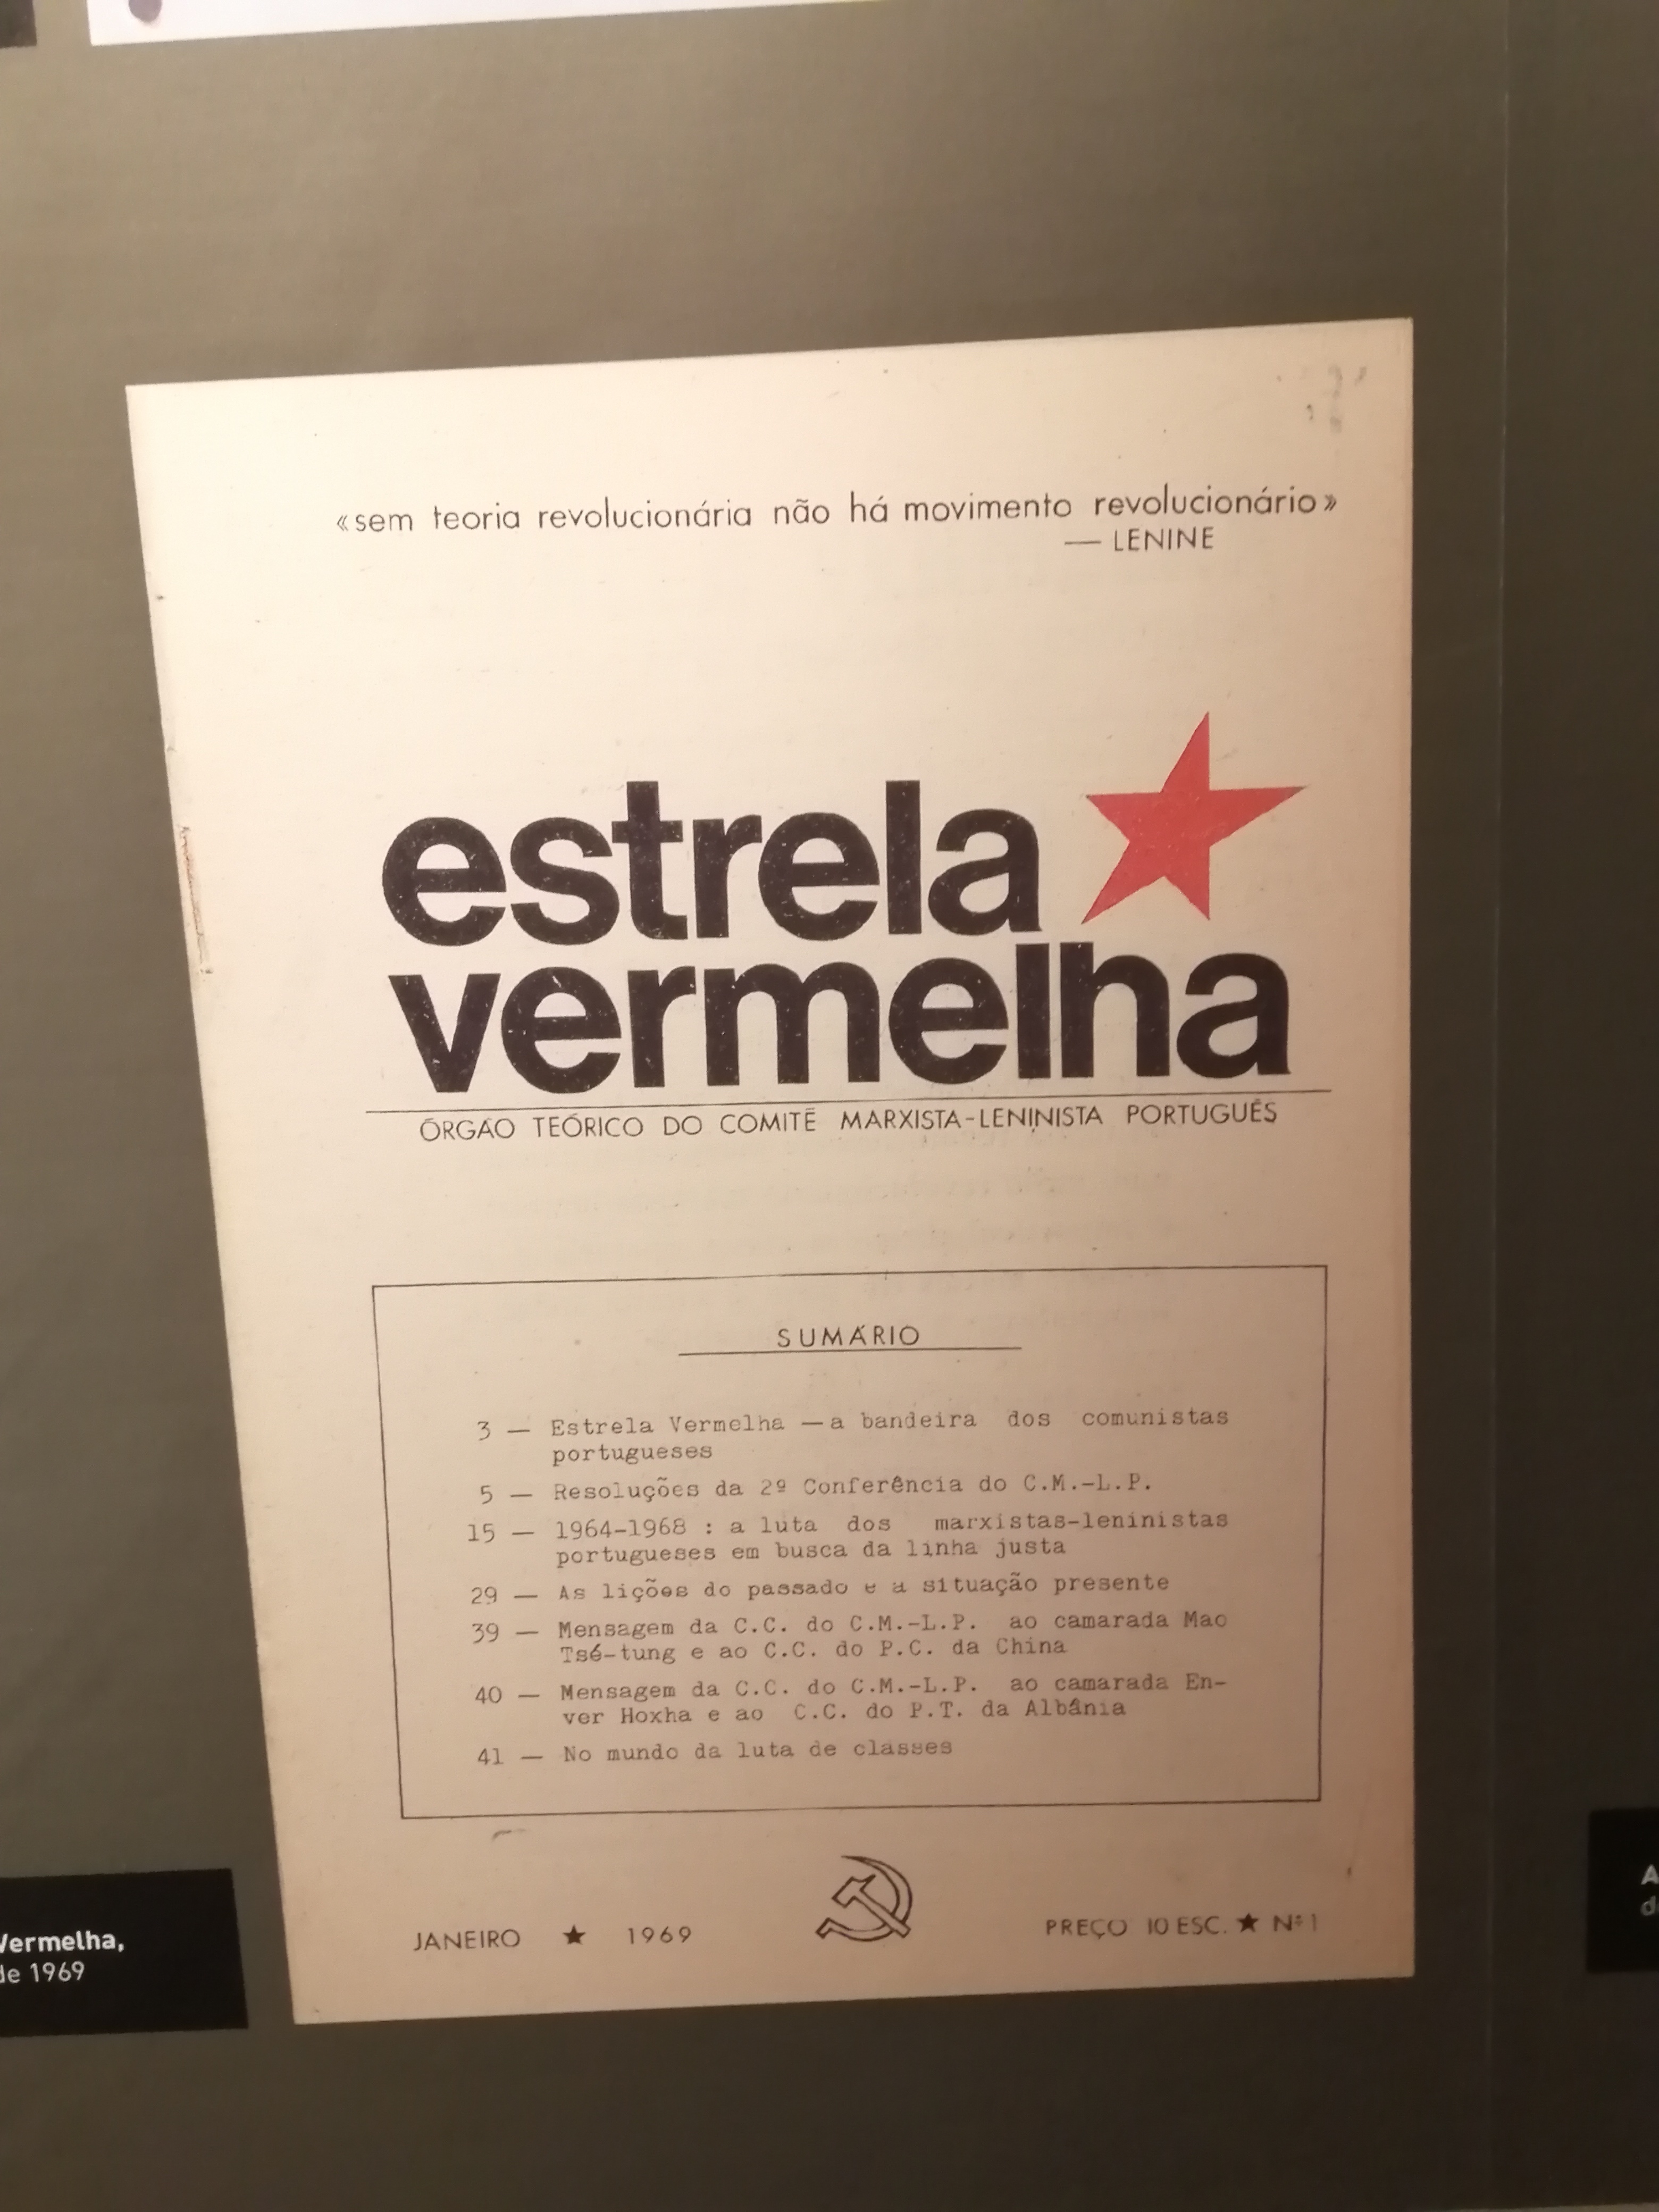 «sem teoria revolucionária não há movimento revolucionário»
— LENINE
estrela
vermelha
ÓRGÃO TEÓRICO DO COMITÉ MARXISTA-LENINISTA PORTUGUÊS
SUMÁRIO
3 — Estrela Vermelha — a bandeira dos comunistas
portugueses
5 — Resoluções da 2ª Conferência do C.M.-L.P.
15 — 1964-1968 : a luta dos marxistas-leninistas
portugueses em busca da linha justa
29 — As lições do passado e a situação presente
39 — Mensagem da C.C. do C.M.-L.P. ao camarada Mao
Tsé-tung e ao C.C. do P.C. da China
40 — Mensagem da C.C. do C.M.-L.P. ao camarada En-
ver Hoxha e ao C.C. do P.T. da Albânia
41 — No mundo da luta de classes
JANEIRO ★ 1969
PREÇO 10 ESC. ★ Nº 1
Vermelha,
de 1969